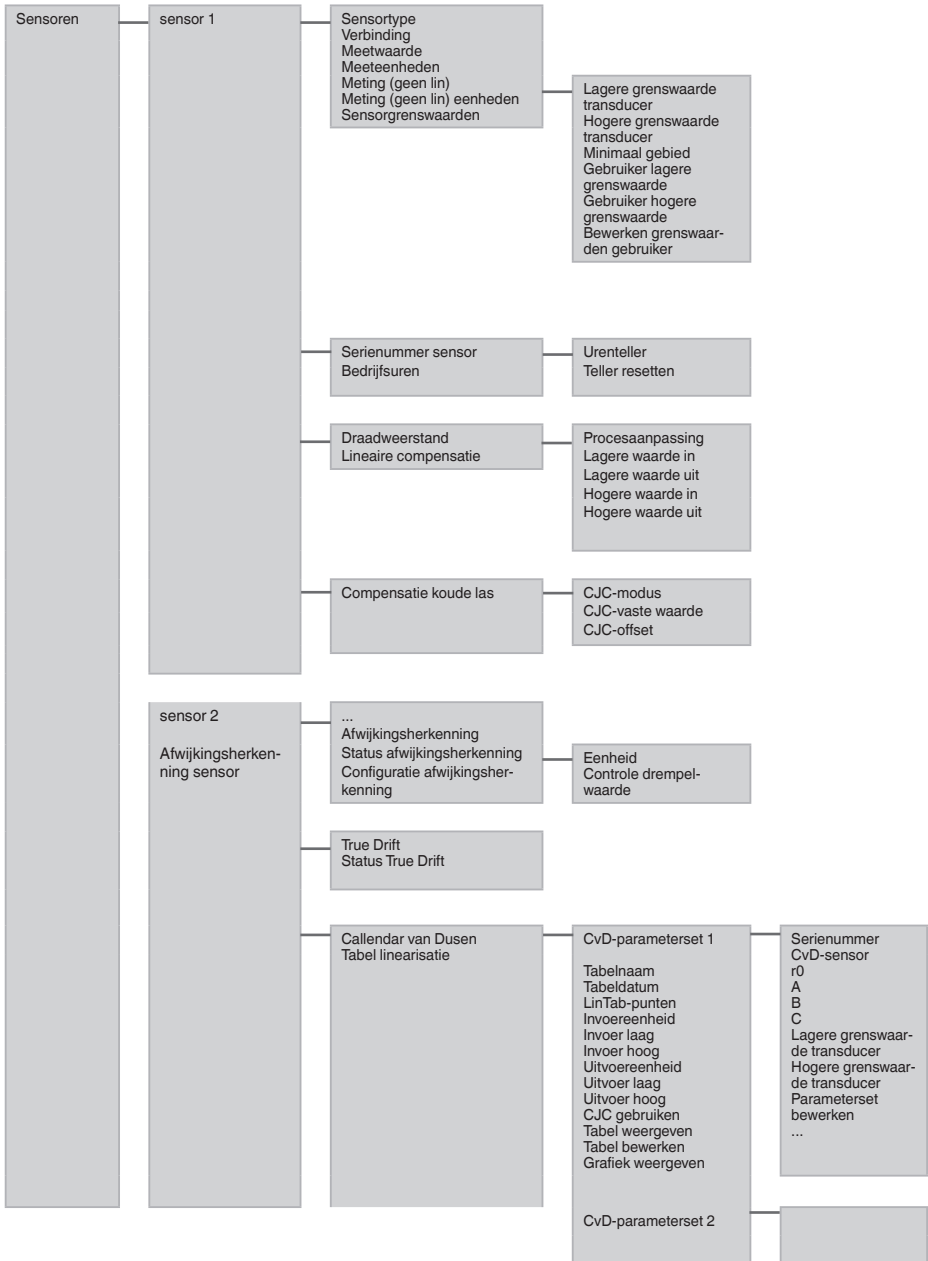 Sensoren
sensor 1
Sensortype
Verbinding
Meetwaarde
Meeteenheden
Meting (geen lin)
Meting (geen lin) eenheden
Sensorgrenswaarden
Lagere grenswaarde
transducer
Hogere grenswaarde
transducer
Minimaal gebied
Gebruiker lagere
grenswaarde
Gebruiker hogere
grenswaarde
Bewerken grenswaar-
den gebruiker
Serienummer sensor
Bedrijfsuren
Urenteller
Teller resetten
Draadweerstand
Lineaire compensatie
Procesaanpassing
Lagere waarde in
Lagere waarde uit
Hogere waarde in
Hogere waarde uit
Compensatie koude las
CJC-modus
CJC-vaste waarde
CJC-offset
sensor 2
Afwijkingsherken-
ning sensor
...
Afwijkingsherkenning
Status afwijkingsherkenning
Configuratie afwijkingsher-
kenning
Eenheid
Controle drempel-
waarde
True Drift
Status True Drift
Callendar van Dusen
Tabel linearisatie
CvD-parameterset 1
Tabelnaam
Tabeldatum
LinTab-punten
Invoereenheid
Invoer laag
Invoer hoog
Uitvoereenheid
Uitvoer laag
Uitvoer hoog
CJC gebruiken
Tabel weergeven
Tabel bewerken
Grafiek weergeven
CvD-parameterset 2
Serienummer
CvD-sensor
r0
A
B
C
Lagere grenswaar-
de transducer
Hogere grenswaar-
de transducer
Parameterset
bewerken
...